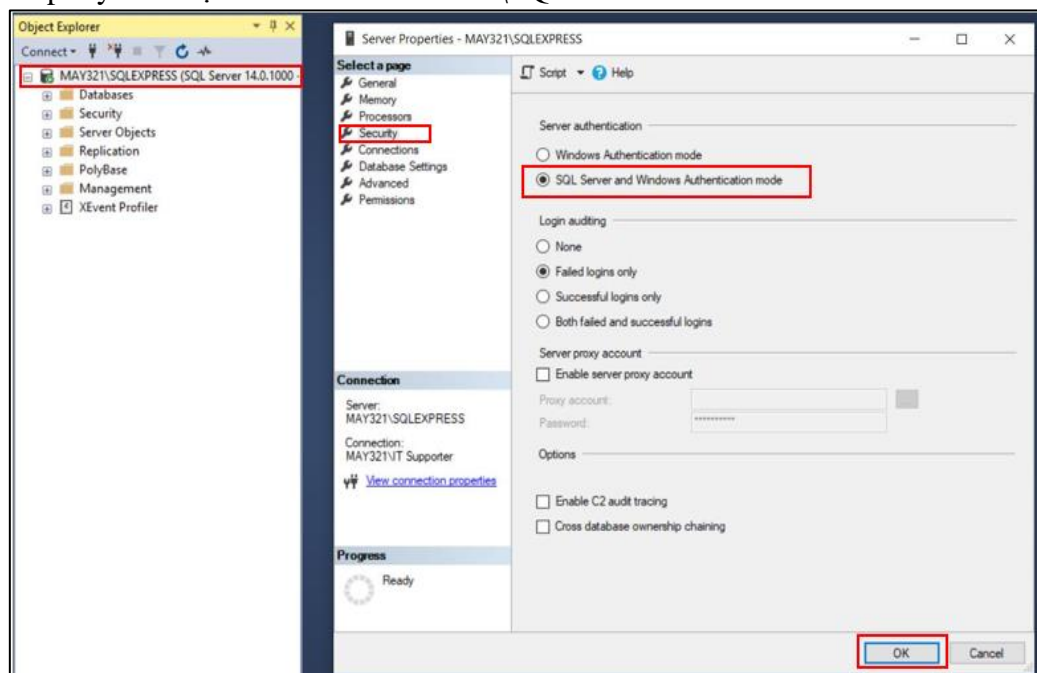 Object Explorer
Connect
MAY321\SQLEXPRESS (SQL Server 14.0.1000 -
Databases
Security
Server Objects
Replication
PolyBase
Management
XEvent Profiler
Server Properties - MAY321\SQLEXPRESS
Select a page
General
Memory
Processors
Security
Connections
Database Settings
Advanced
Permissions
Connection
Server:
MAY321\SQLEXPRESS
Connection:
MAY321\IT Supporter
View connection properties
Progress
Ready
Script
Help
Server authentication
Windows Authentication mode
SQL Server and Windows Authentication mode
Login auditing
None
Failed logins only
Successful logins only
Both failed and successful logins
Server proxy account
Enable server proxy account
Proxy account:
Password:
**********
Options
Enable C2 audit tracing
Cross database ownership chaining
OK
Cancel